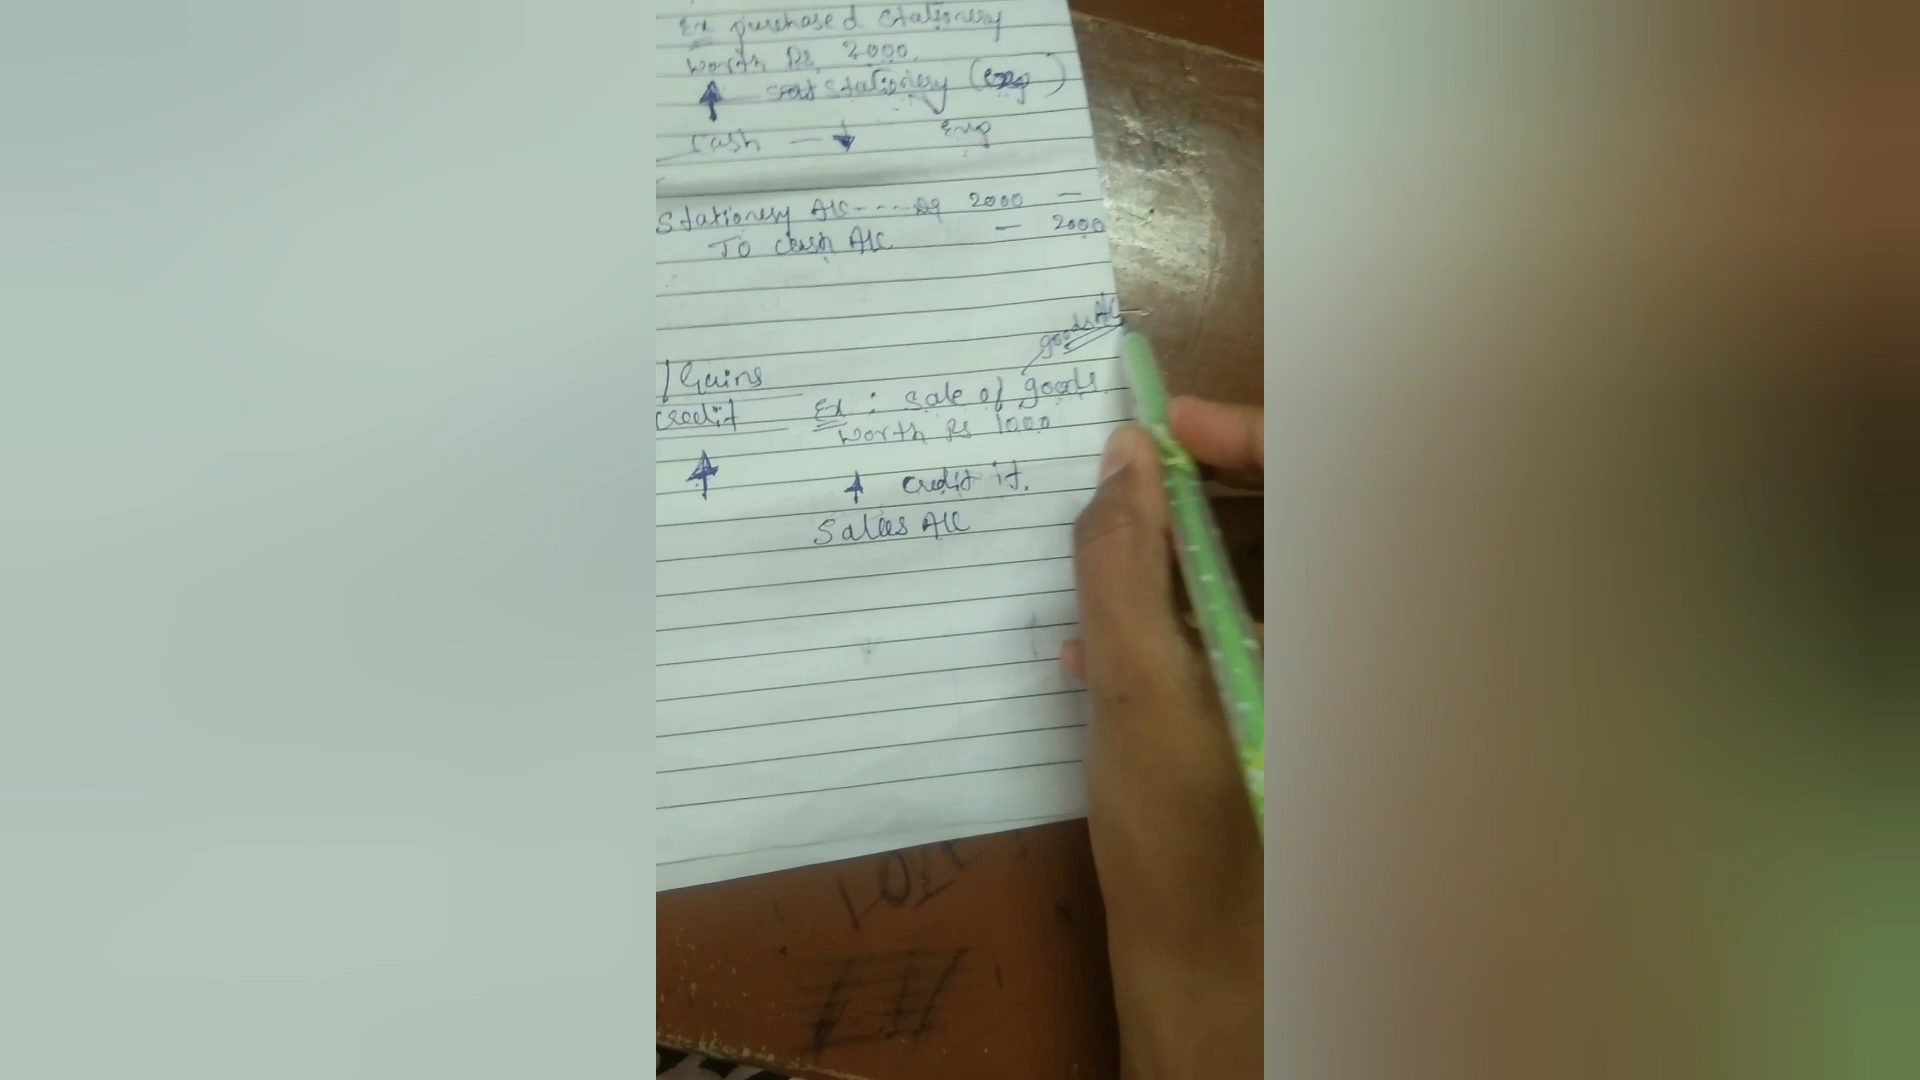 Ex purchased stationery
worth Rs. 2000.
↑ stationery (exp)
Cash — ↓ Exp
Stationery A/c ---- Dr 2000 —
To cash A/c — 2000
goods A/c
/ Gains
Credit
Ex : Sale of goods
worth Rs 1000
↑ ↑ credit it.
Sales A/c